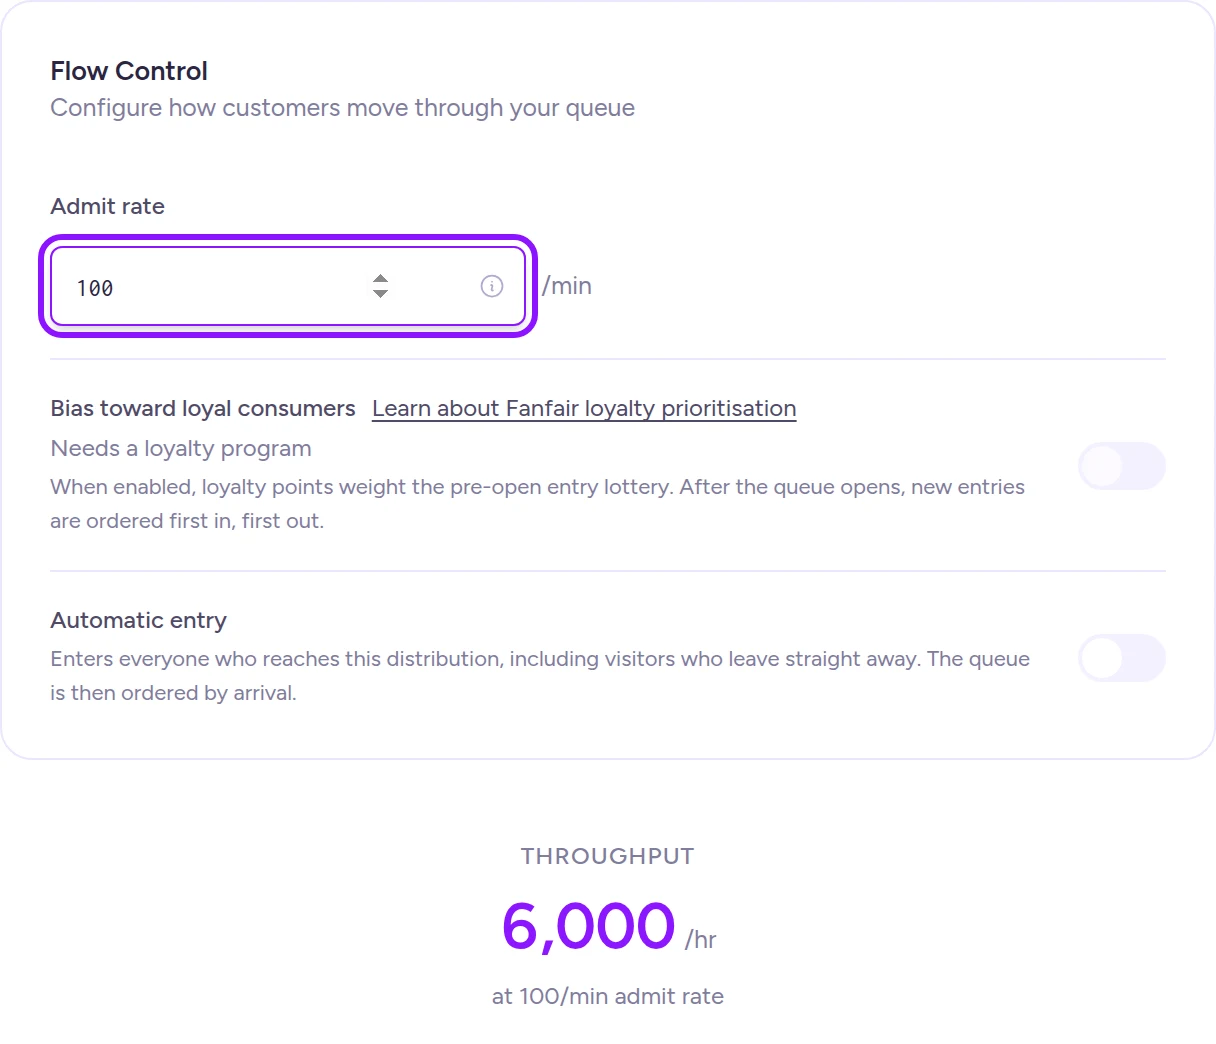 Flow Control
Configure how customers move through your queue
Admit rate
100
/min
Bias toward loyal consumers Learn about Fanfair loyalty prioritisation
Needs a loyalty program
When enabled, loyalty points weight the pre-open entry lottery. After the queue opens, new entries
are ordered first in, first out.
Automatic entry
Enters everyone who reaches this distribution, including visitors who leave straight away. The queue
is then ordered by arrival.
THROUGHPUT
6,000 /hr
at 100/min admit rate